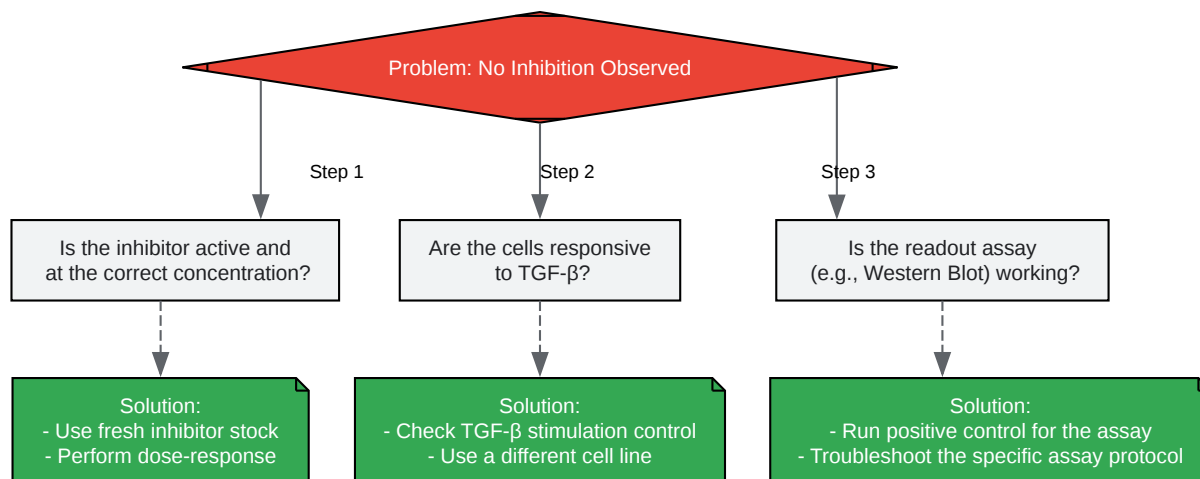 Problem: No Inhibition Observed
Step 1
Step 2
Step 3
Is the inhibitor active and
at the correct concentration?
Are the cells responsive
to TGF-β?
Is the readout assay
(e.g., Western Blot) working?
Solution:
- Use fresh inhibitor stock
- Perform dose-response
Solution:
- Check TGF-β stimulation control
- Use a different cell line
Solution:
- Run positive control for the assay
- Troubleshoot the specific assay protocol